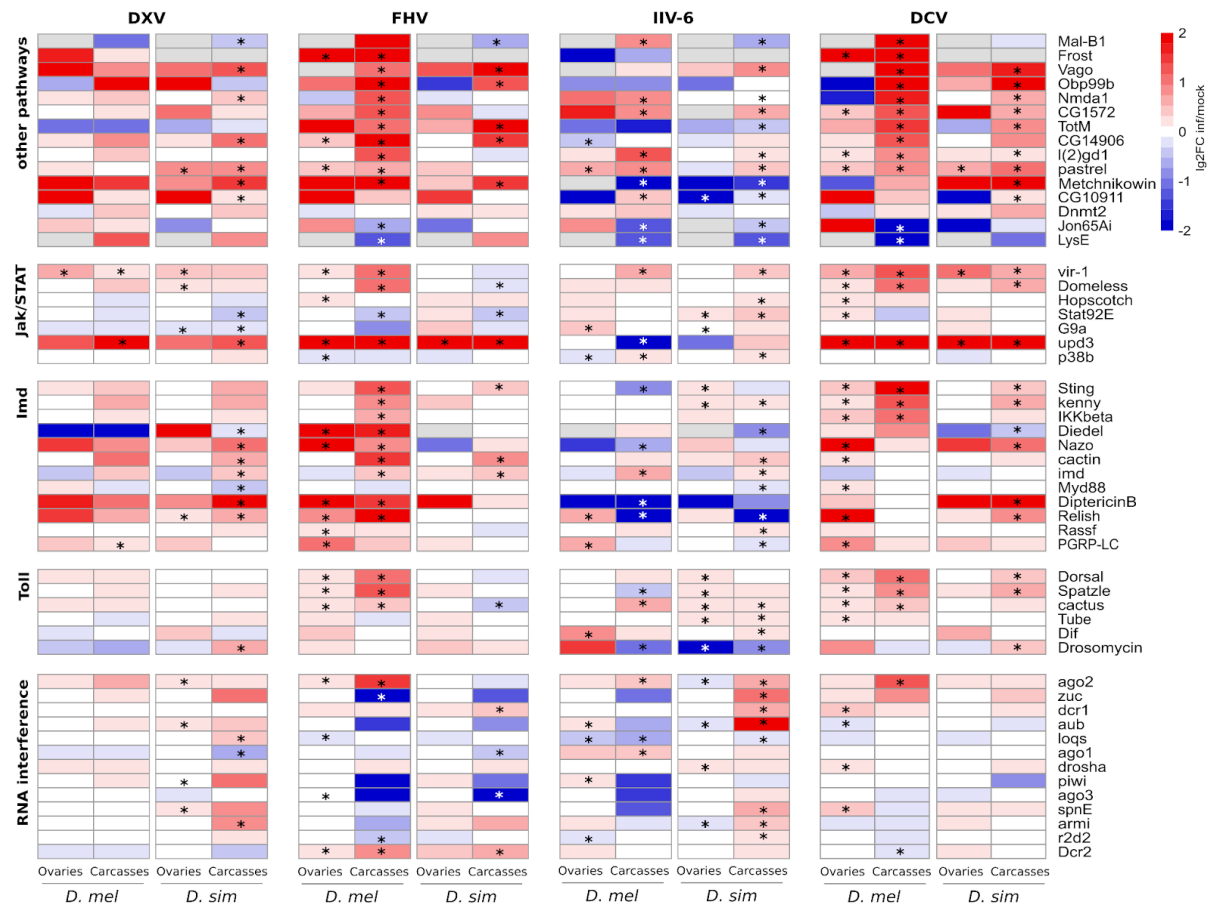 DXV FHV IIV-6 DCV
other pathways
Mal-B1
Frost
Vago
Obp99b
Nmda1
CG1572
TotM
CG14906
l(2)gd1
pastrel
Metchnikowin
CG10911
Dnmt2
Jon65Ai
LysE
2
1
0
-1
-2
lg2FC inf/mock
Jak/STAT
vir-1
Domeless
Hopscotch
Stat92E
G9a
upd3
p38b
Imd
Sting
kenny
IKKbeta
Diedel
Nazo
cactin
imd
Myd88
DiptericinB
Relish
Rassf
PGRP-LC
Toll
Dorsal
Spatzle
cactus
Tube
Dif
Drosomycin
RNA interference
ago2
zuc
dcr1
aub
loqs
ago1
drosha
piwi
ago3
spnE
armi
r2d2
Dcr2
Ovaries Carcasses Ovaries Carcasses Ovaries Carcasses Ovaries Carcasses Ovaries Carcasses Ovaries Carcasses Ovaries Carcasses Ovaries Carcasses
D. mel D. sim D. mel D. sim D. mel D. sim D. mel D. sim